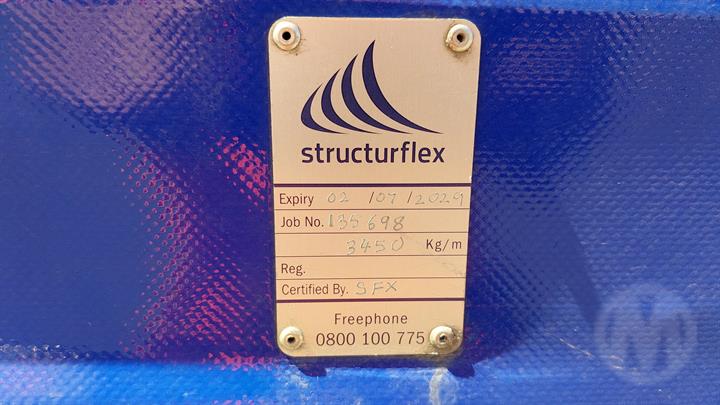 structurflex
Expiry 02 /07/2029
Job No. 135698
3450 Kg/m
Reg.
Certified By. SFX
Freephone
0800 100 775